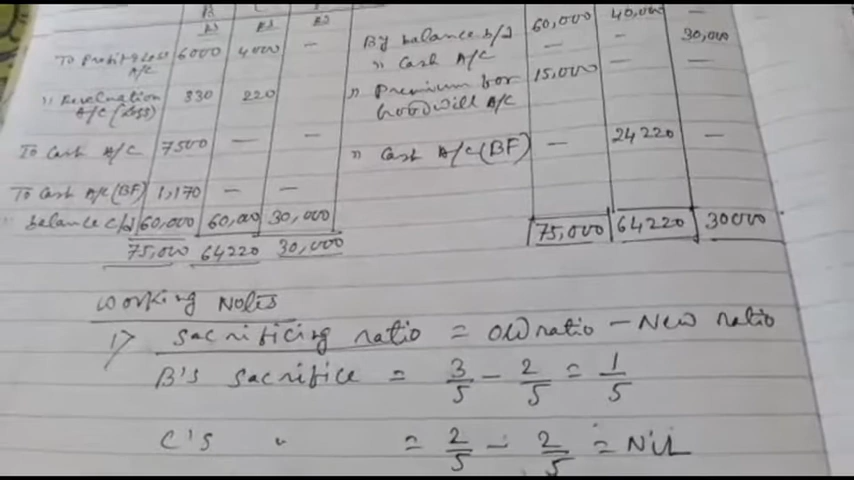 B
Rs Rs Rs
To Profit & Loss A/C 6000 4000 — By balance b/d 60,000 40,000 —
" Cash A/C — - 30,000
" Revaluation A/C (Loss) 330 220 " Premium for Goodwill A/C 15,000 — —
To Cash A/C 7500 — — " Cash A/C (BF) — 24220 —
To Cash A/C (BF) 1,170 — —
" balance c/d 60,000 60,000 30,000
75,000 64220 30,000 75,000 64220 30000
Working Notes
1) Sacrificing ratio = Old ratio - New ratio
B's Sacrifice = 3/5 - 2/5 = 1/5
C's " = 2/5 - 2/5 = NiL